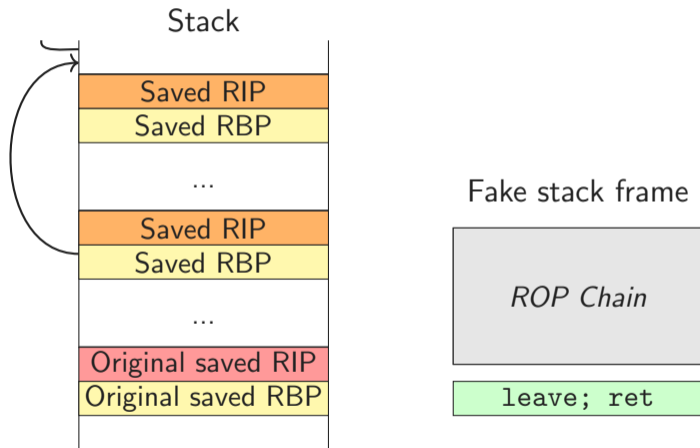 Stack
Saved RIP
Saved RBP
...
Saved RIP
Saved RBP
...
Original saved RIP
Original saved RBP
Fake stack frame
ROP Chain
leave; ret